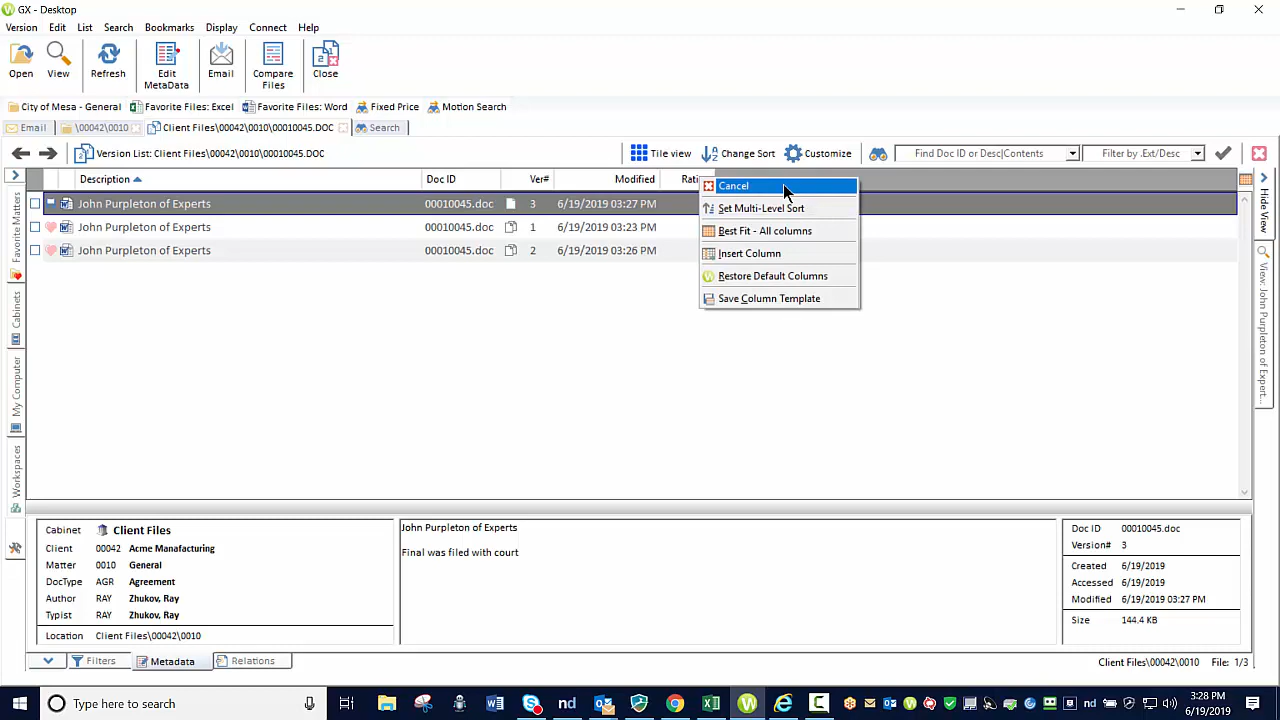 GX - Desktop
Version Edit List Search Bookmarks Display Connect Help
Open View Refresh Edit MetaData Email Compare Files Close
City of Mesa - General Favorite Files: Excel Favorite Files: Word Fixed Price Motion Search
Email \00042\0010 Client Files\00042\0010\00010045.DOC Search
Version List: Client Files\00042\0010\00010045.DOC Tile view Change Sort Customize Find Doc ID or Desc|Contents Filter by .Ext/Desc
Description Doc ID Ver# Modified Rati
John Purpleton of Experts 00010045.doc 3 6/19/2019 03:27 PM
John Purpleton of Experts 00010045.doc 1 6/19/2019 03:23 PM
John Purpleton of Experts 00010045.doc 2 6/19/2019 03:26 PM
Cancel
Set Multi-Level Sort
Best Fit - All columns
Insert Column
Restore Default Columns
Save Column Template
Favorite Matters
Cabinets
My Computer
Workspaces
Hide View
View: John Purpleton of Expert...
Cabinet Client Files
Client 00042 Acme Manufacturing
Matter 0010 General
DocType AGR Agreement
Author RAY Zhukov, Ray
Typist RAY Zhukov, Ray
Location Client Files\00042\0010
John Purpleton of Experts
Final was filed with court
Doc ID 00010045.doc
Version# 3
Created 6/19/2019
Accessed 6/19/2019
Modified 6/19/2019 03:27 PM
Size 144.4 KB
Filters Metadata Relations Client Files\00042\0010 File: 1/3
Type here to search
nd
nd
3:28 PM
6/19/2019